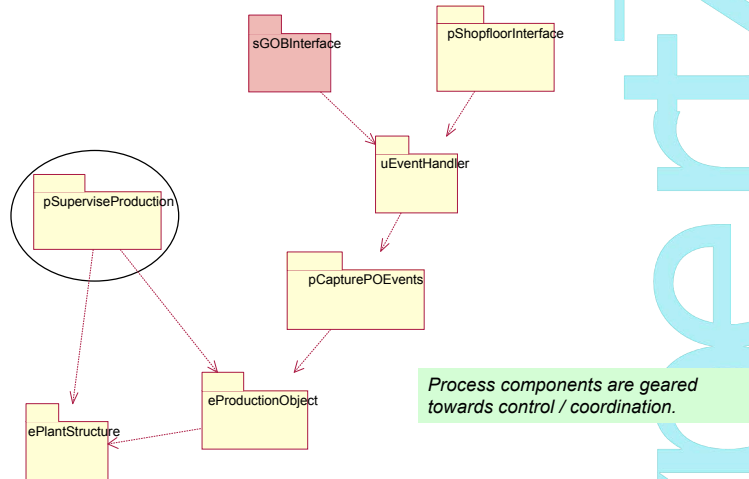 sGOBInterface
pShopfloorInterface
uEventHandler
pSuperviseProduction
pCapturePOEvents
eProductionObject
ePlantStructure
Process components are geared
towards control / coordination.